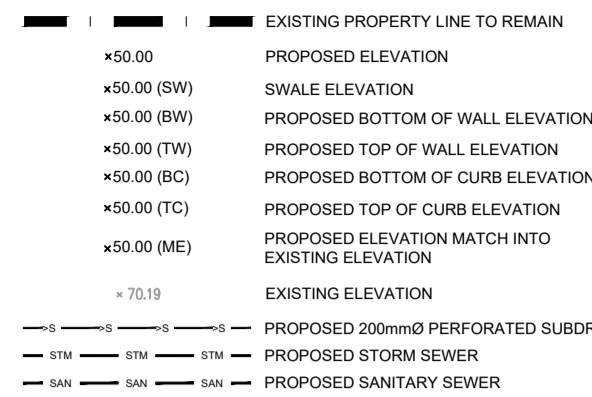 EXISTING PROPERTY LINE TO REMAIN
×50.00 PROPOSED ELEVATION
×50.00 (SW) SWALE ELEVATION
×50.00 (BW) PROPOSED BOTTOM OF WALL ELEVATION
×50.00 (TW) PROPOSED TOP OF WALL ELEVATION
×50.00 (BC) PROPOSED BOTTOM OF CURB ELEVATION
×50.00 (TC) PROPOSED TOP OF CURB ELEVATION
×50.00 (ME) PROPOSED ELEVATION MATCH INTO
EXISTING ELEVATION
× 70.19 EXISTING ELEVATION
>S >S >S >S PROPOSED 200mmØ PERFORATED SUBDR
STM STM STM PROPOSED STORM SEWER
SAN SAN SAN PROPOSED SANITARY SEWER